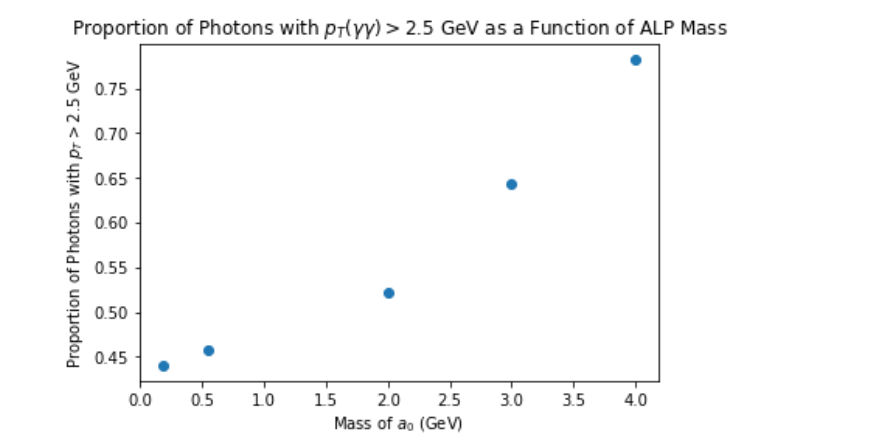 Proportion of Photons with $p_T(\gamma\gamma) > 2.5$ GeV as a Function of ALP Mass
Proportion of Photons with $p_T > 2.5$ GeV
0.75
0.70
0.65
0.60
0.55
0.50
0.45
0.0 0.5 1.0 1.5 2.0 2.5 3.0 3.5 4.0
Mass of $a_0$ (GeV)